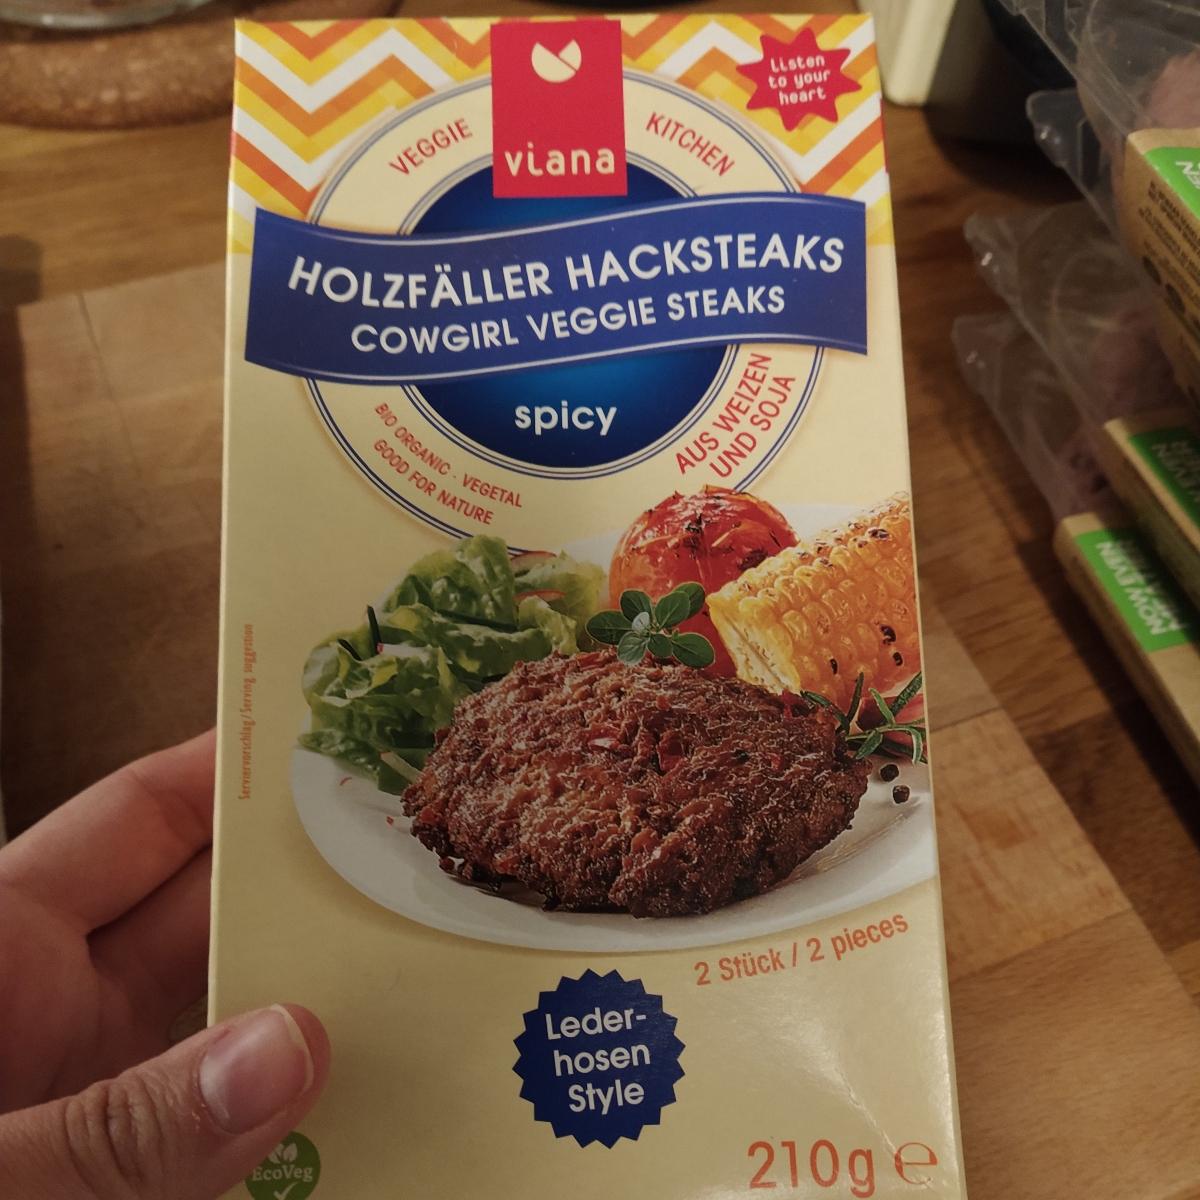 Listen
to your
heart
VEGGIE
KITCHEN
viana
HOLZFÄLLER HACKSTEAKS
COWGIRL VEGGIE STEAKS
spicy
AUS WEIZEN
UND SOJA
BIO ORGANIC · VEGETAL
GOOD FOR NATURE
Serviervorschlag/Serving suggestion
2 Stück / 2 pieces
Leder-
hosen
Style
EcoVeg
210g ℮